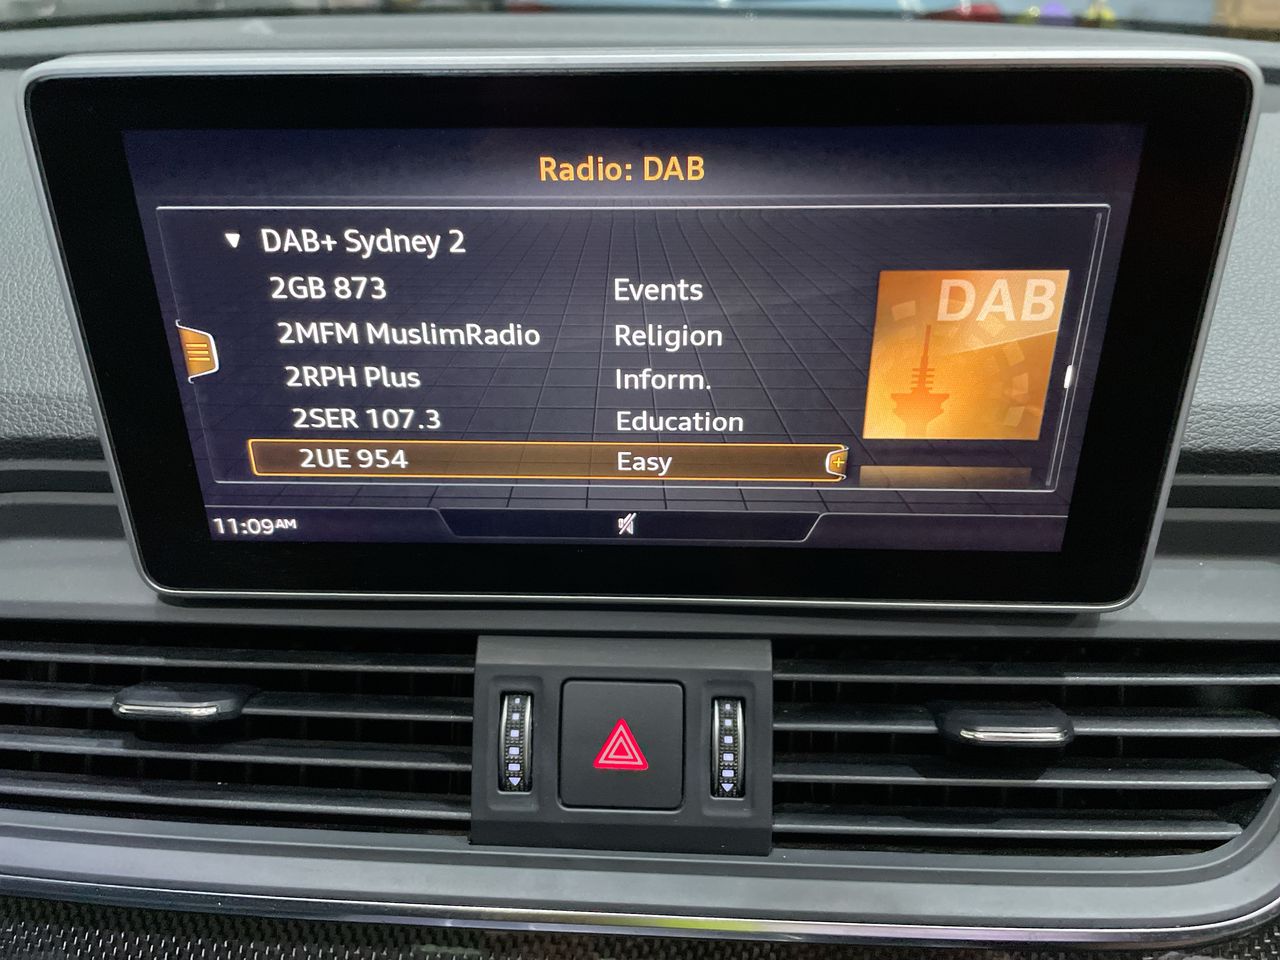 Radio: DAB
DAB+ Sydney 2
2GB 873 Events
2MFM MuslimRadio Religion
2RPH Plus Inform.
2SER 107.3 Education
2UE 954 Easy
DAB
11:09AM